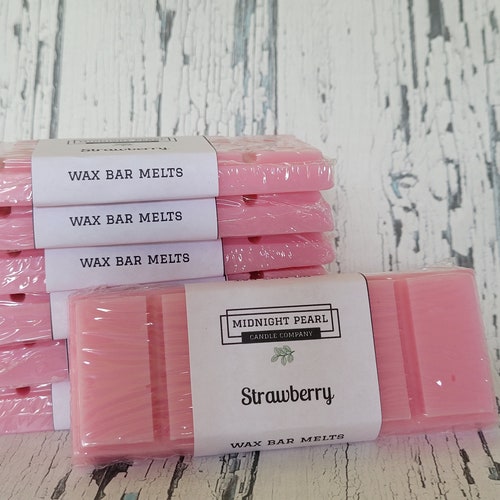 Strawberry
WAX BAR MELTS
WAX BAR MELTS
WAX BAR MELTS
MIDNIGHT PEARL
CANDLE COMPANY
Strawberry
WAX BAR MELTS